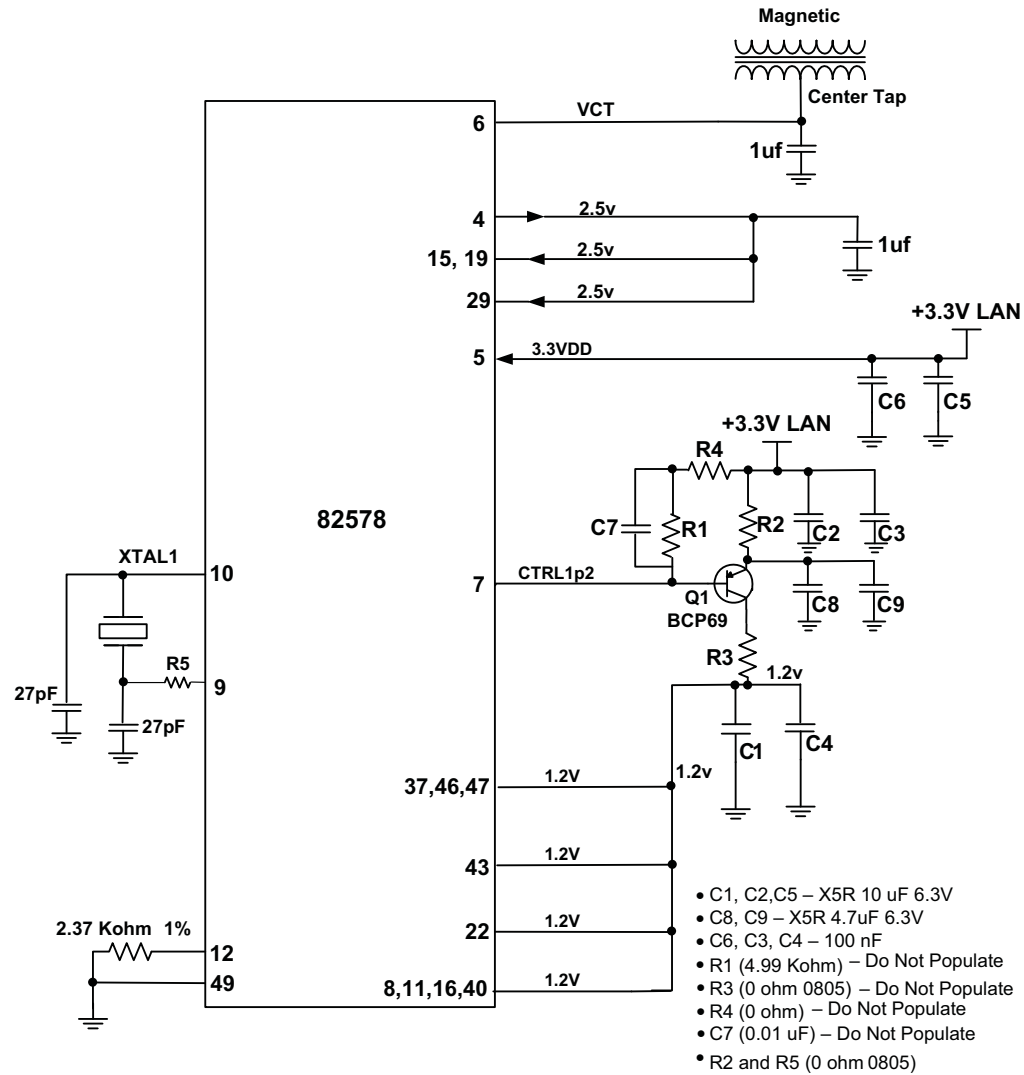 Magnetic
Center Tap
6
VCT
1uf
4
2.5v
1uf
15, 19
2.5v
29
2.5v
+3.3V LAN
5
3.3VDD
C6
C5
+3.3V LAN
R4
82578
C7
R1
R2
C2
C3
XTAL1
10
7
CTRL1p2
Q1
BCP69
C8
C9
R5
9
27pF
27pF
R3
1.2v
C1
C4
1.2v
37,46,47
1.2V
43
1.2V
22
1.2V
2.37 Kohm 1%
12
49
8,11,16,40
1.2V
• C1, C2,C5 – X5R 10 uF 6.3V
• C8, C9 – X5R 4.7uF 6.3V
• C6, C3, C4 – 100 nF
• R1 (4.99 Kohm) – Do Not Populate
• R3 (0 ohm 0805) – Do Not Populate
• R4 (0 ohm) – Do Not Populate
• C7 (0.01 uF) – Do Not Populate
• R2 and R5 (0 ohm 0805)